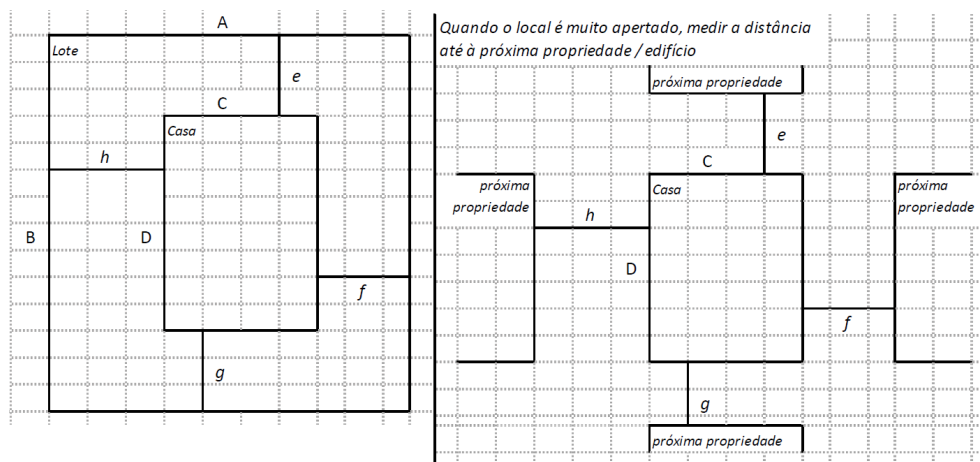 A
Lote
e
C
Casa
h
B
D
f
g
Quando o local é muito apertado, medir a distância
até à próxima propriedade / edifício
próxima propriedade
e
C
próxima
propriedade
Casa
próxima
propriedade
h
D
f
g
próxima propriedade